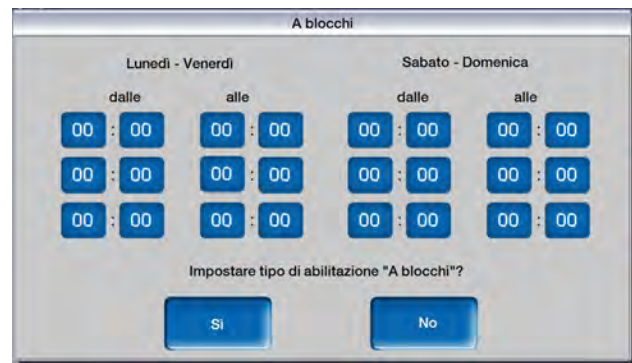 A blocchi
Lunedì - Venerdì Sabato - Domenica
dalle alle dalle alle
00 : 00 00 : 00 00 : 00 00 : 00
00 : 00 00 : 00 00 : 00 00 : 00
00 : 00 00 : 00 00 : 00 00 : 00
Impostare tipo di abilitazione "A blocchi"?
Sì No